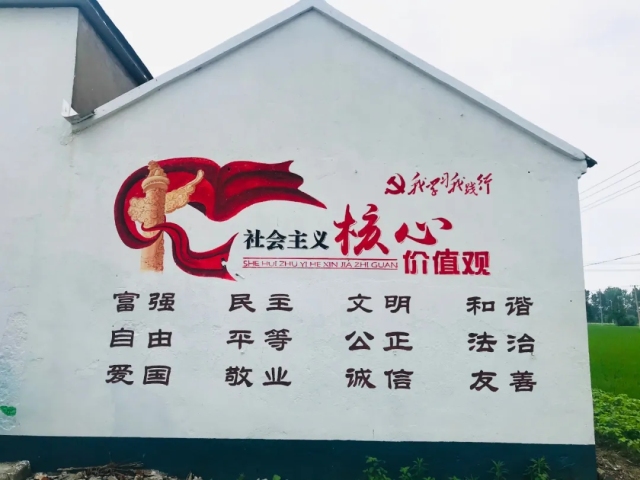 我学习我践行
社会主义核心
SHE HUI ZHU YI HE XIN JIA ZHI GUAN 价值观
富强 民主 文明 和谐
自由 平等 公正 法治
爱国 敬业 诚信 友善